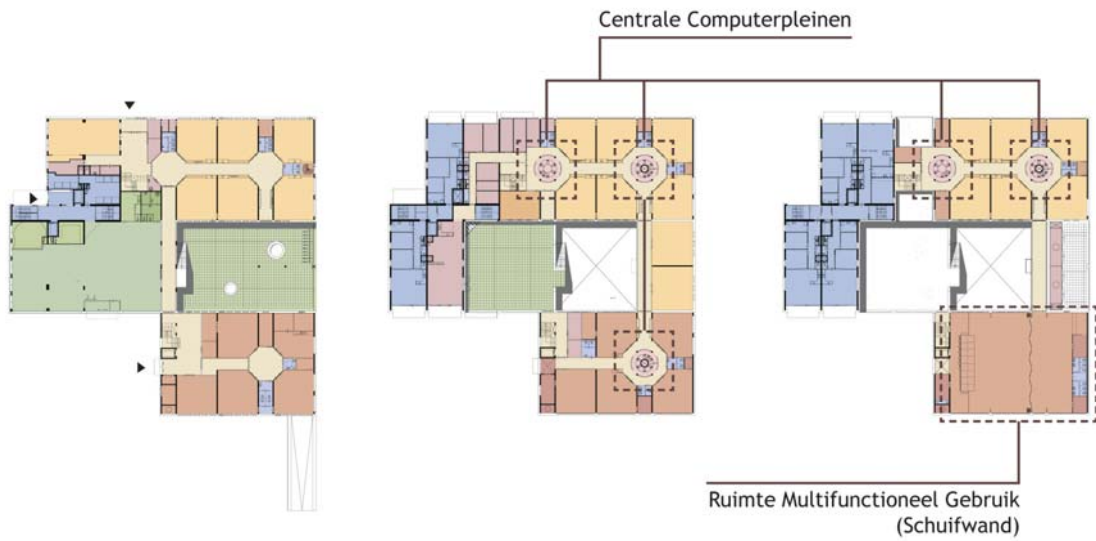 Centrale Computerpleinen
Ruimte Multifunctioneel Gebruik
(Schuifwand)